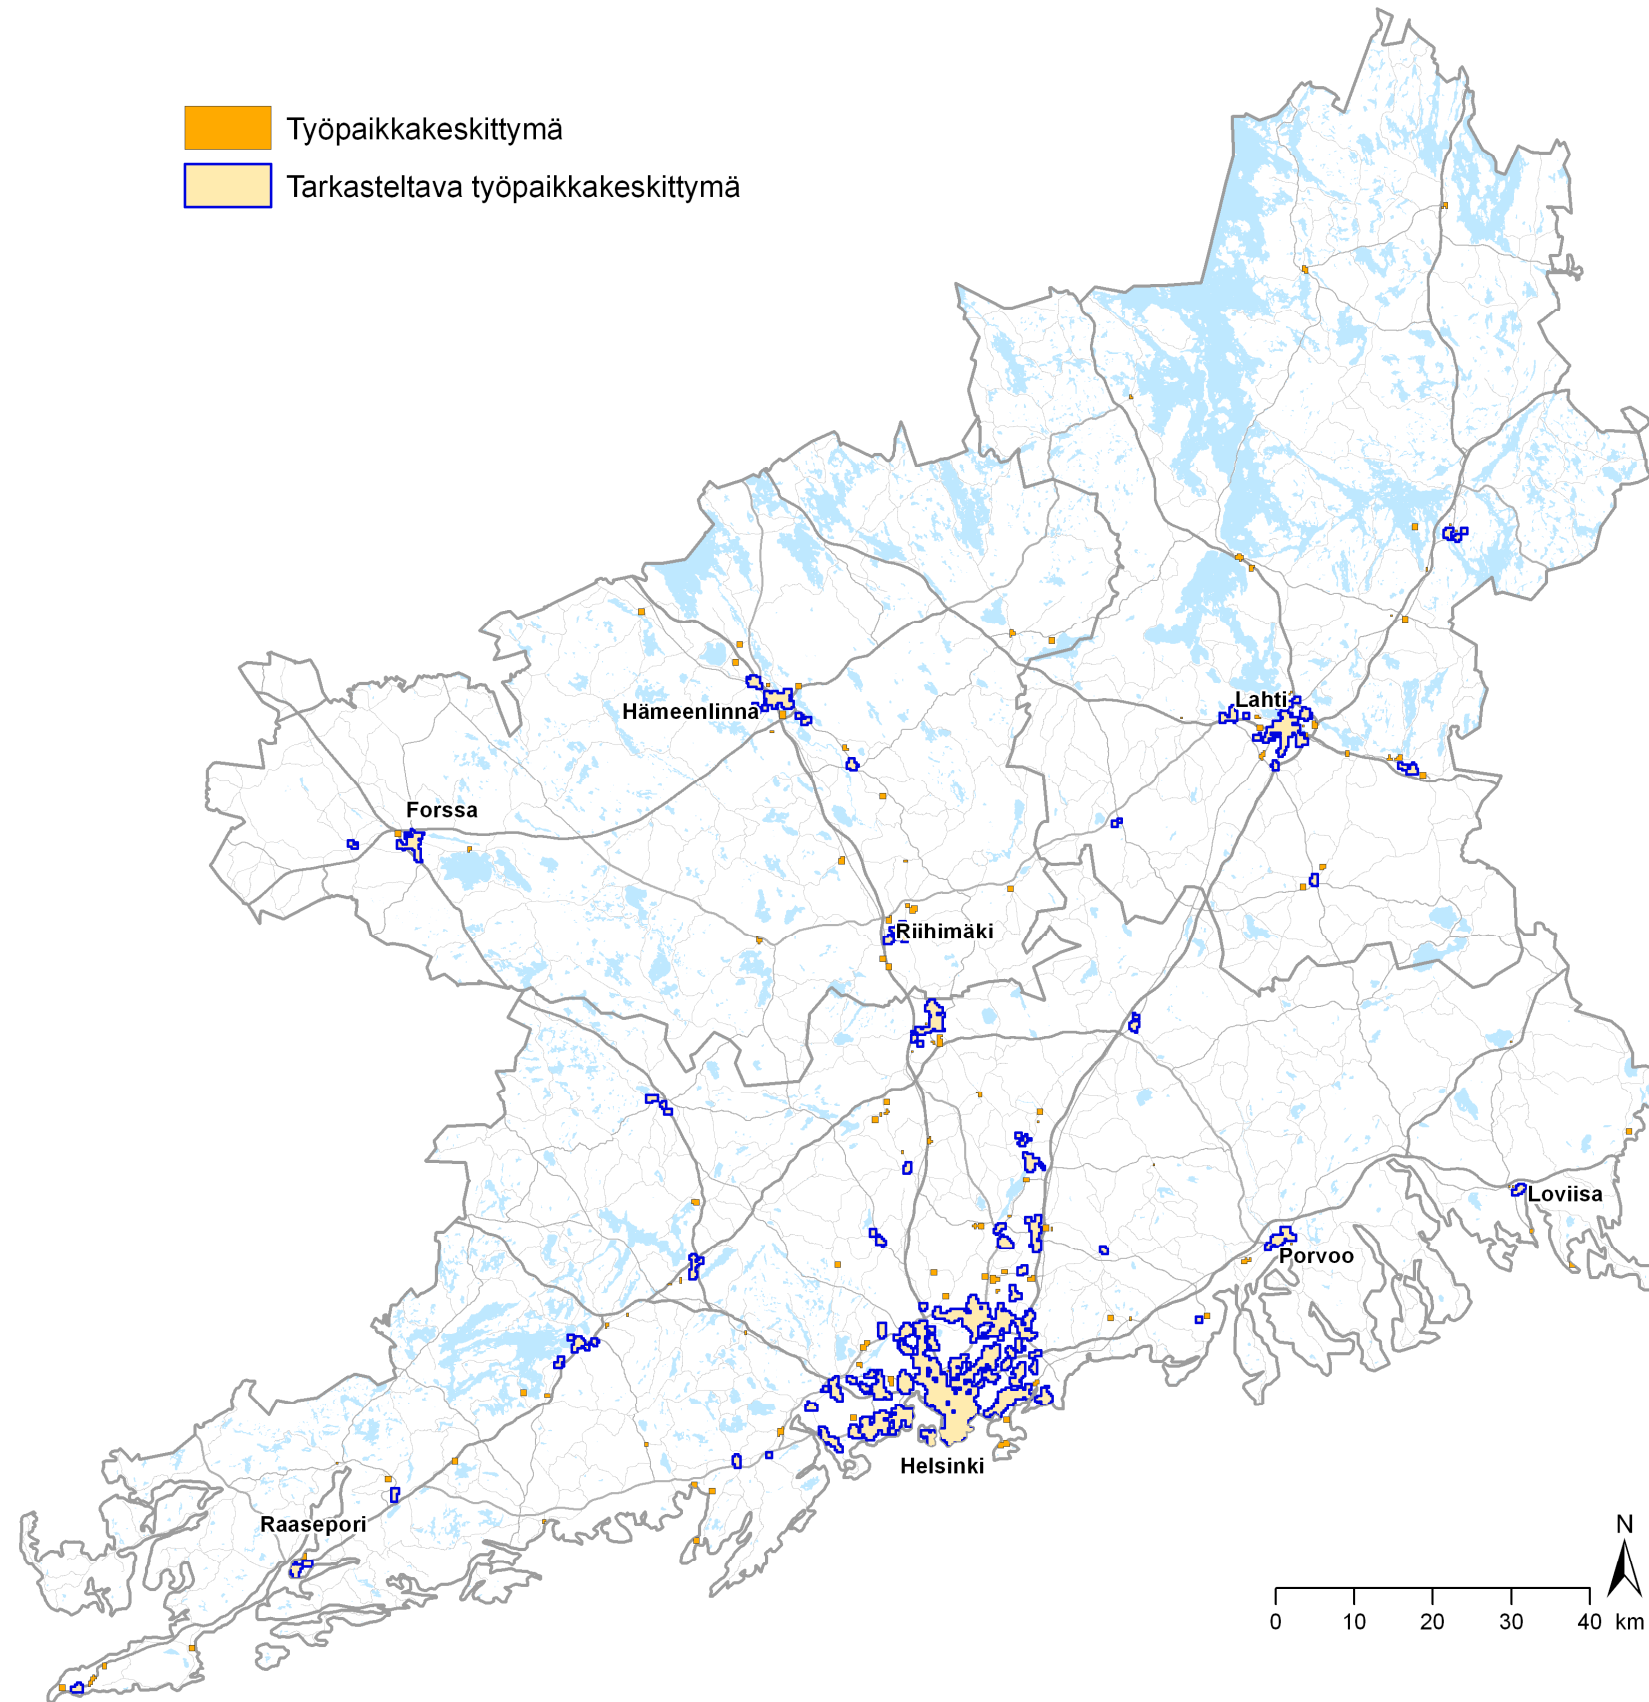 Työpaikkakeskittymä
Tarkasteltava työpaikkakeskittymä
Lahti
Hämeenlinna
Forssa
Riihimäki
Loviisa
Porvoo
Helsinki
Raasepori
N
0 10 20 30 40 km